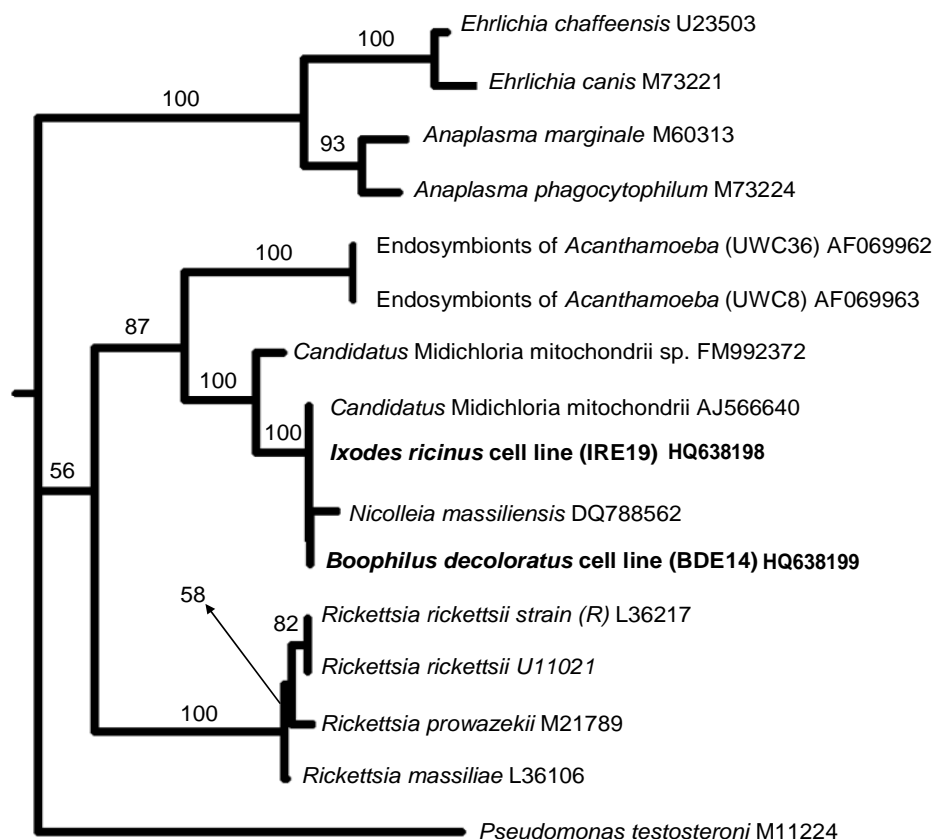 Ehrlichia chaffeensis U23503
100
Ehrlichia canis M73221
100
Anaplasma marginale M60313
93
Anaplasma phagocytophilum M73224
Endosymbionts of Acanthamoeba (UWC36) AF069962
100
Endosymbionts of Acanthamoeba (UWC8) AF069963
87
Candidatus Midichloria mitochondrii sp. FM992372
100
Candidatus Midichloria mitochondrii AJ566640
100
Ixodes ricinus cell line (IRE19) HQ638198
56
Nicolleia massiliensis DQ788562
Boophilus decoloratus cell line (BDE14) HQ638199
58
Rickettsia rickettsii strain (R) L36217
82
Rickettsia rickettsii U11021
100
Rickettsia prowazekii M21789
Rickettsia massiliae L36106
Pseudomonas testosteroni M11224